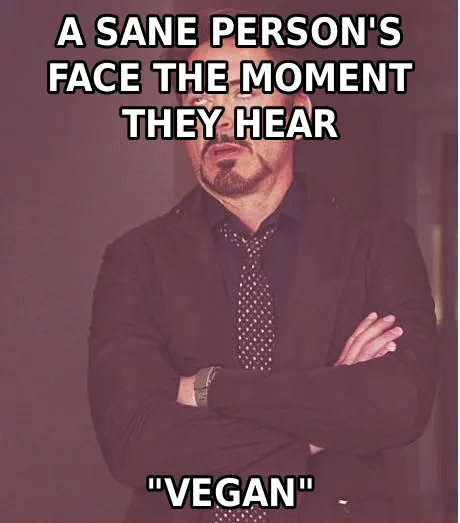 A SANE PERSON'S
FACE THE MOMENT
THEY HEAR
"VEGAN"